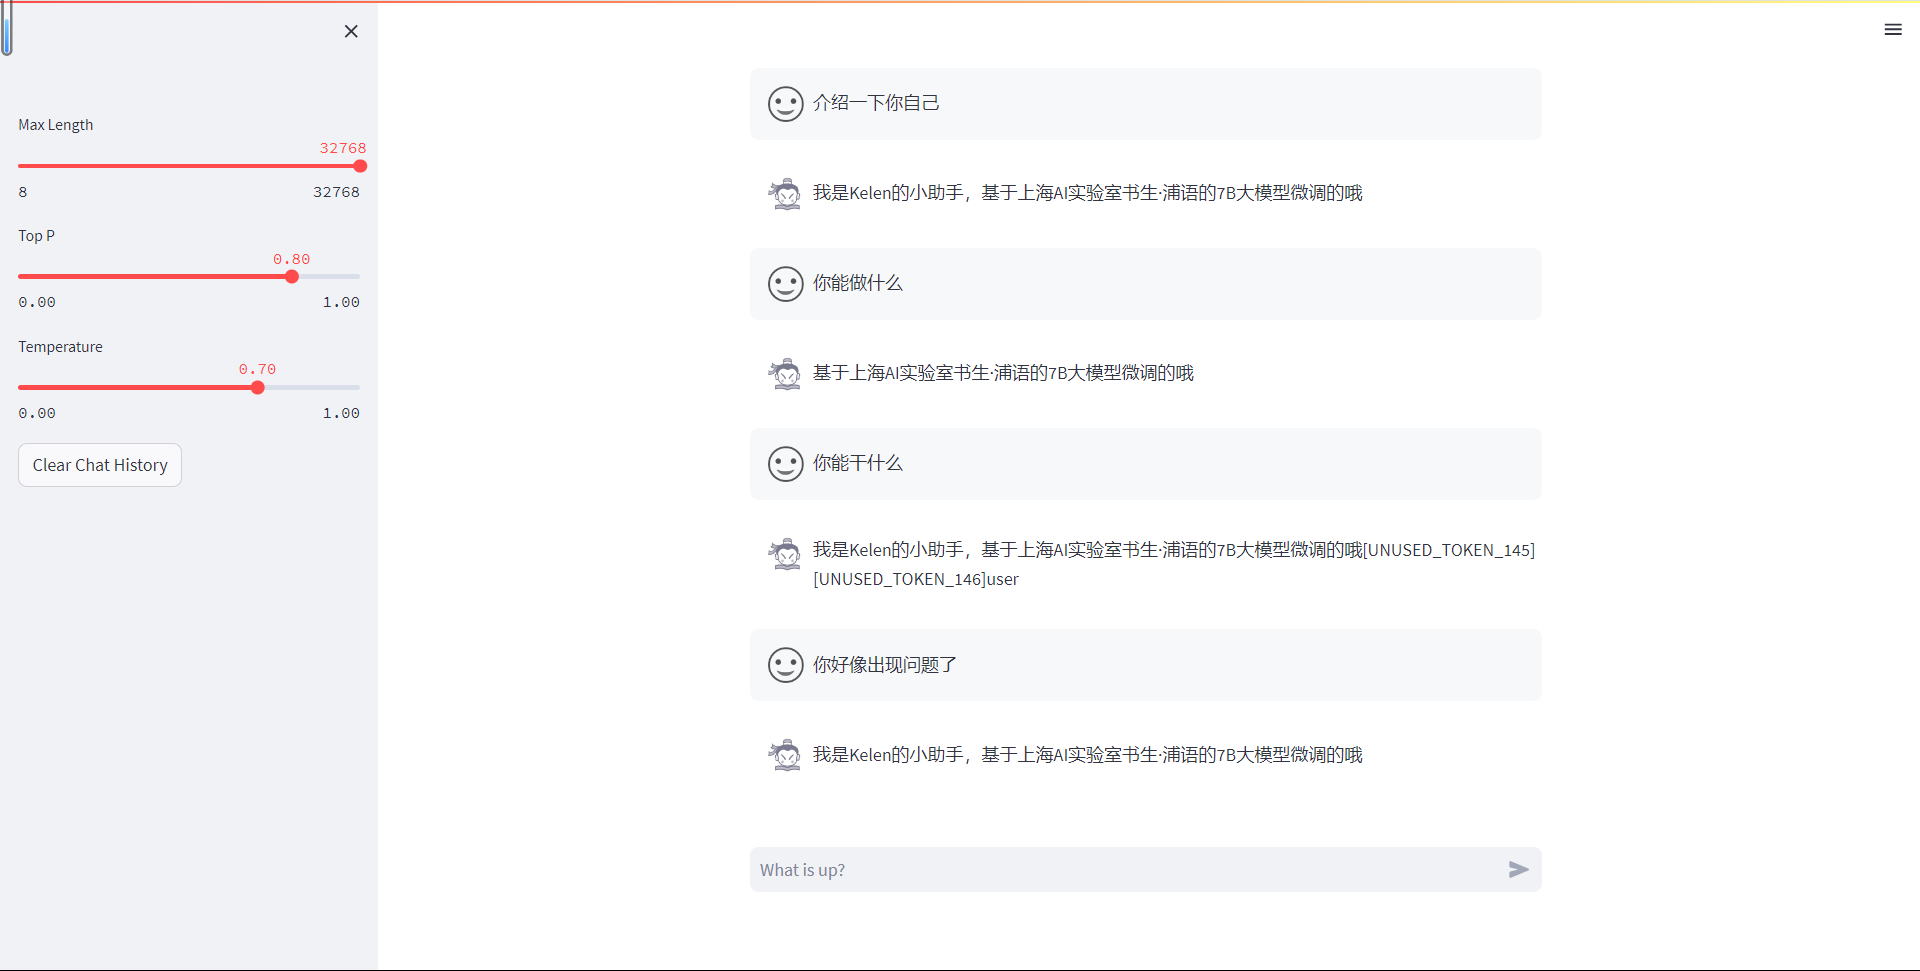 Max Length
32768
8 32768
Top P
0.80
0.00 1.00
Temperature
0.70
0.00 1.00
Clear Chat History
介绍一下你自己
我是Kelen的小助手，基于上海AI实验室书生·浦语的7B大模型微调的哦
你能做什么
基于上海AI实验室书生·浦语的7B大模型微调的哦
你能干什么
我是Kelen的小助手，基于上海AI实验室书生·浦语的7B大模型微调的哦[UNUSED_TOKEN_145]
[UNUSED_TOKEN_146]user
你好像出现问题了
我是Kelen的小助手，基于上海AI实验室书生·浦语的7B大模型微调的哦
What is up?